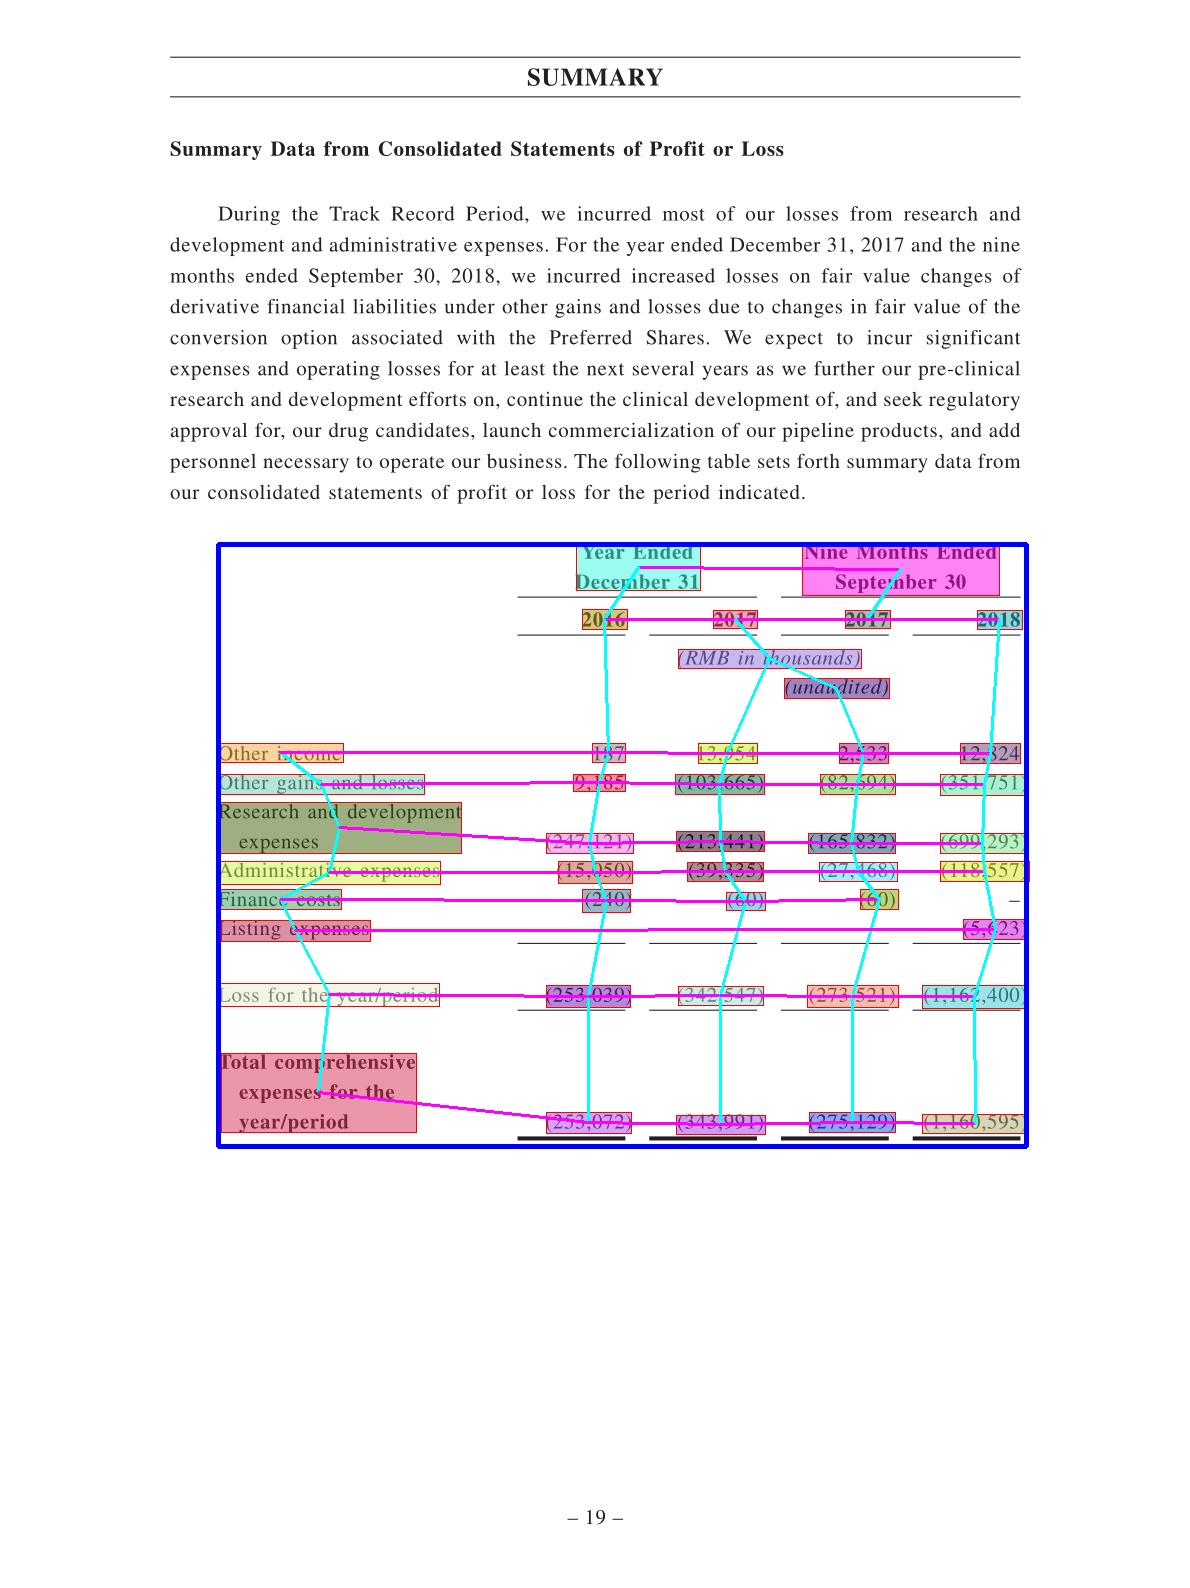 SUMMARY
Summary Data from Consolidated Statements of Profit or Loss
During the Track Record Period, we incurred most of our losses from research and
development and administrative expenses. For the year ended December 31, 2017 and the nine
months ended September 30, 2018, we incurred increased losses on fair value changes of
derivative financial liabilities under other gains and losses due to changes in fair value of the
conversion option associated with the Preferred Shares. We expect to incur significant
expenses and operating losses for at least the next several years as we further our pre-clinical
research and development efforts on, continue the clinical development of, and seek regulatory
approval for, our drug candidates, launch commercialization of our pipeline products, and add
personnel necessary to operate our business. The following table sets forth summary data from
our consolidated statements of profit or loss for the period indicated.
Year Ended Nine Months Ended
December 31 September 30
2016 2017 2017 2018
(RMB in thousands)
(unaudited)
Other income 187 13,954 2,533 12,824
Other gains and losses 9,185 (103,665) (82,694) (351,751)
Research and development
expenses (247,121) (213,441) (165,832) (699,293)
Administrative expenses (15,050) (39,335) (27,468) (118,557)
Finance costs (240) (60) (60) –
Listing expenses (5,623)
Loss for the year/period (253,039) (342,547) (273,521) (1,162,400)
Total comprehensive
expenses for the
year/period (253,072) (343,991) (275,129) (1,160,595)
– 19 –